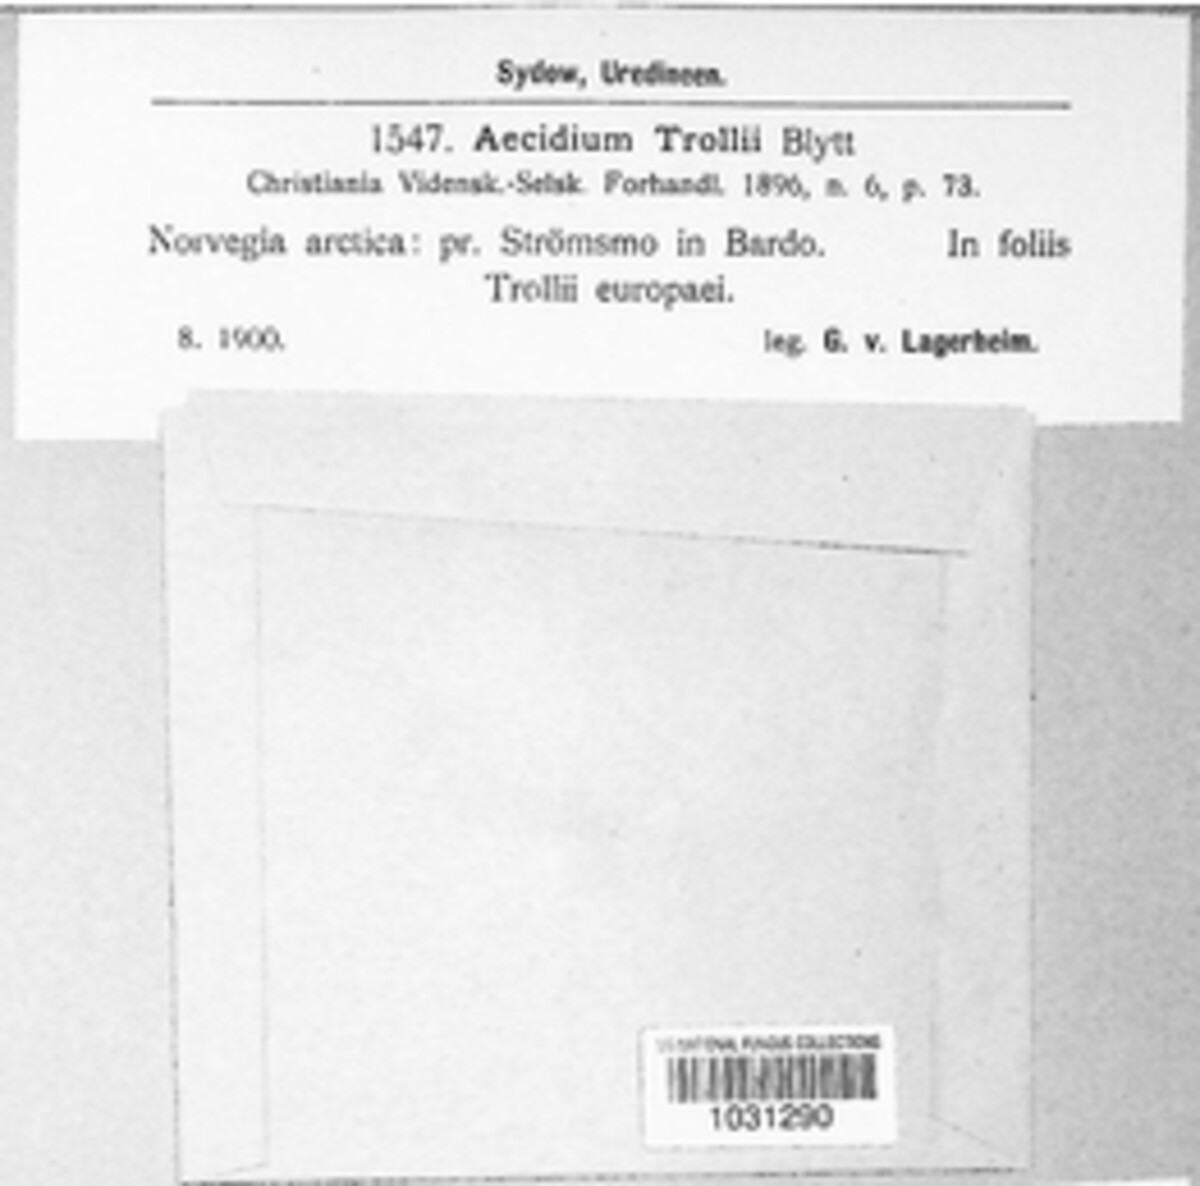 Sydow, Uredineen.
1547. Aecidium Trollii Blytt
Christiania Vidensk.-Selsk. Forhandl. 1896, n. 6, p. 73.
Norvegia arctica: pr. Strömsmo in Bardo. In foliis
Trollii europaei.
8. 1900. leg. G. v. Lagerheim.
US NATIONAL FUNGUS COLLECTIONS
1031290